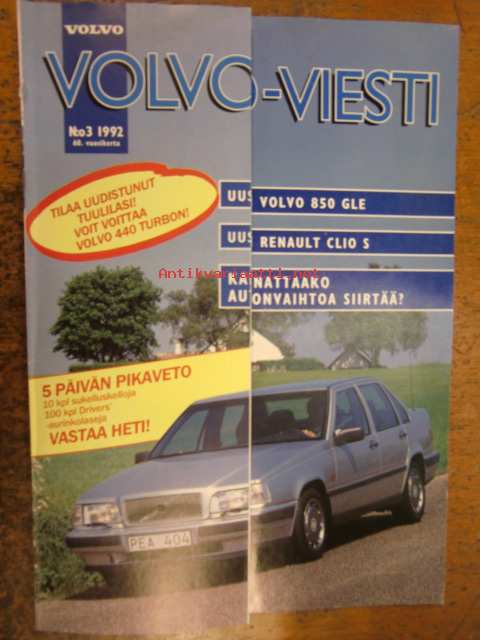 VOLVO
VOLVO-VIESTI
N:o3 1992
60. vuosikerta
TILAA UUDISTUNUT
TUULILASI!
VOIT VOITTAA
VOLVO 440 TURBON!
UUS VOLVO 850 GLE
UUS RENAULT CLIO S
KANNATTAAKO
AUTONVAIHTOA SIIRTÄÄ?
Antikvariaatti.net
5 PÄIVÄN PIKAVETO
10 kpl sukelluskelloja
100 kpl Drivers
-aurinkolaseja
VASTAA HETI!
PEA 404